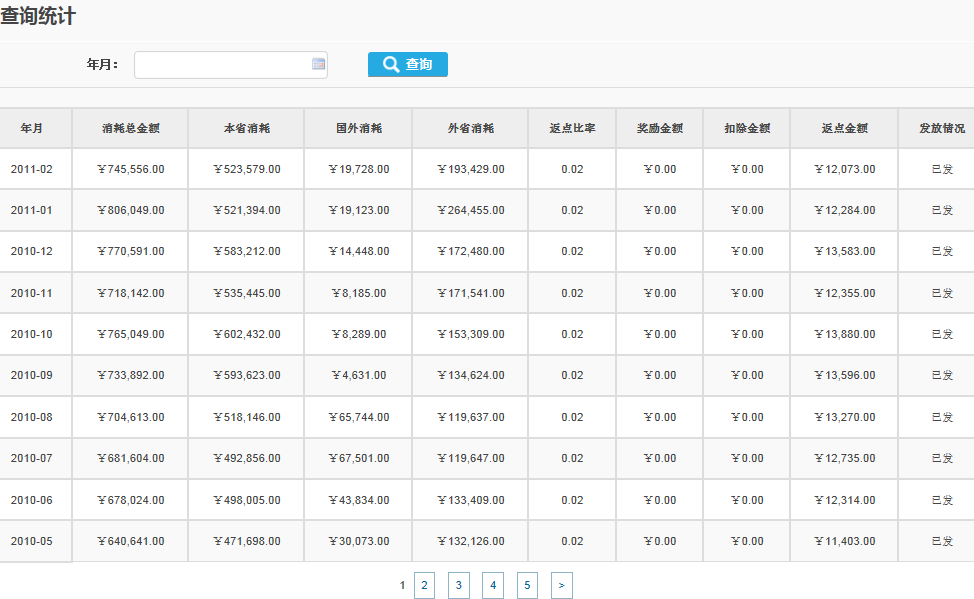 查询统计
年月： 查询
年月 消耗总金额 本省消耗 国外消耗 外省消耗 返点比率 奖励金额 扣除金额 返点金额 发放情况
2011-02 ￥745,556.00 ￥523,579.00 ￥19,728.00 ￥193,429.00 0.02 ￥0.00 ￥0.00 ￥12,073.00 已发
2011-01 ￥806,049.00 ￥521,394.00 ￥19,123.00 ￥264,455.00 0.02 ￥0.00 ￥0.00 ￥12,284.00 已发
2010-12 ￥770,591.00 ￥583,212.00 ￥14,448.00 ￥172,480.00 0.02 ￥0.00 ￥0.00 ￥13,583.00 已发
2010-11 ￥718,142.00 ￥535,445.00 ￥8,185.00 ￥171,541.00 0.02 ￥0.00 ￥0.00 ￥12,355.00 已发
2010-10 ￥765,049.00 ￥602,432.00 ￥8,289.00 ￥153,309.00 0.02 ￥0.00 ￥0.00 ￥13,880.00 已发
2010-09 ￥733,892.00 ￥593,623.00 ￥4,631.00 ￥134,624.00 0.02 ￥0.00 ￥0.00 ￥13,596.00 已发
2010-08 ￥704,613.00 ￥518,146.00 ￥65,744.00 ￥119,637.00 0.02 ￥0.00 ￥0.00 ￥13,270.00 已发
2010-07 ￥681,604.00 ￥492,856.00 ￥67,501.00 ￥119,647.00 0.02 ￥0.00 ￥0.00 ￥12,735.00 已发
2010-06 ￥678,024.00 ￥498,005.00 ￥43,834.00 ￥133,409.00 0.02 ￥0.00 ￥0.00 ￥12,314.00 已发
2010-05 ￥640,641.00 ￥471,698.00 ￥30,073.00 ￥132,126.00 0.02 ￥0.00 ￥0.00 ￥11,403.00 已发
1 2 3 4 5 >